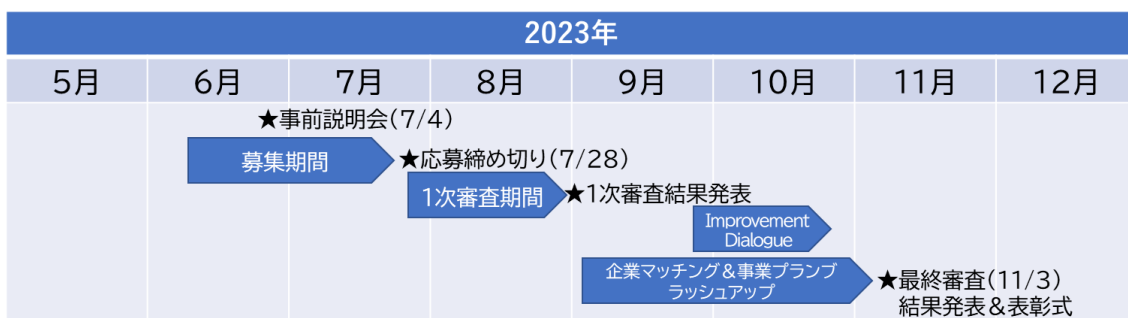 2023年
5月 6月 7月 8月 9月 10月 11月 12月
★事前説明会(7/4)
募集期間
★応募締め切り(7/28)
1次審査期間
★1次審査結果発表
Improvement
Dialogue
企業マッチング&事業プランブ
ラッシュアップ
★最終審査(11/3)
結果発表&表彰式